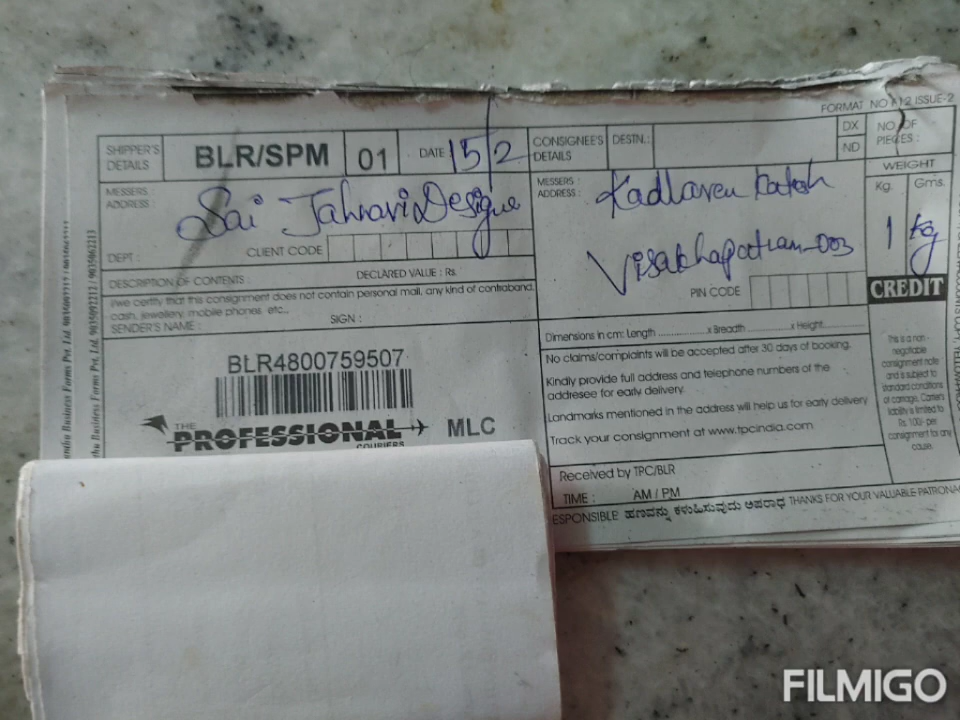 FORMAT NO F12 ISSUE-2
SHIPPER'S DETAILS BLR/SPM 01 DATE 15/2
CONSIGNEE'S DETAILS DESTN.: DX ND NO. OF PIECES :
MESSERS : ADDRESS : Sai Jahnavi Designe
DEPT : CLIENT CODE
MESSERS : ADDRESS :
Visakhapatnam-003
PIN CODE
WEIGHT
Kg. Gms.
1 kg
CREDIT
DESCRIPTION OF CONTENTS : DECLARED VALUE : Rs.
I/we certify that this consignment does not contain personal mail, any kind of contraband,
cash, jewellery, mobile phones, etc.,
SENDER'S NAME : SIGN :
BLR4800759507
THE
PROFESSIONAL MLC
COURIERS
Dimensions in cm: Length ............ x Breadth ............ x Height............
No claims/complaints will be accepted after 30 days of booking.
Kindly provide full address and telephone numbers of the
addresee for early delivery.
Landmarks mentioned in the address will help us for early delivery
Track your consignment at www.tpcindia.com
This is a non -
negotiable
consignment note
and is subject to
standard conditions
of carriage. Carriers
liability is limited to
Rs. 100/- per
consignment for any
cause.
Received by TPC/BLR
TIME : AM / PM
ESPONSIBLE ಹಣವನ್ನು ಕಳುಹಿಸುವುದು ಅಪರಾಧ THANKS FOR YOUR VALUABLE PATRONA
FILMIGO